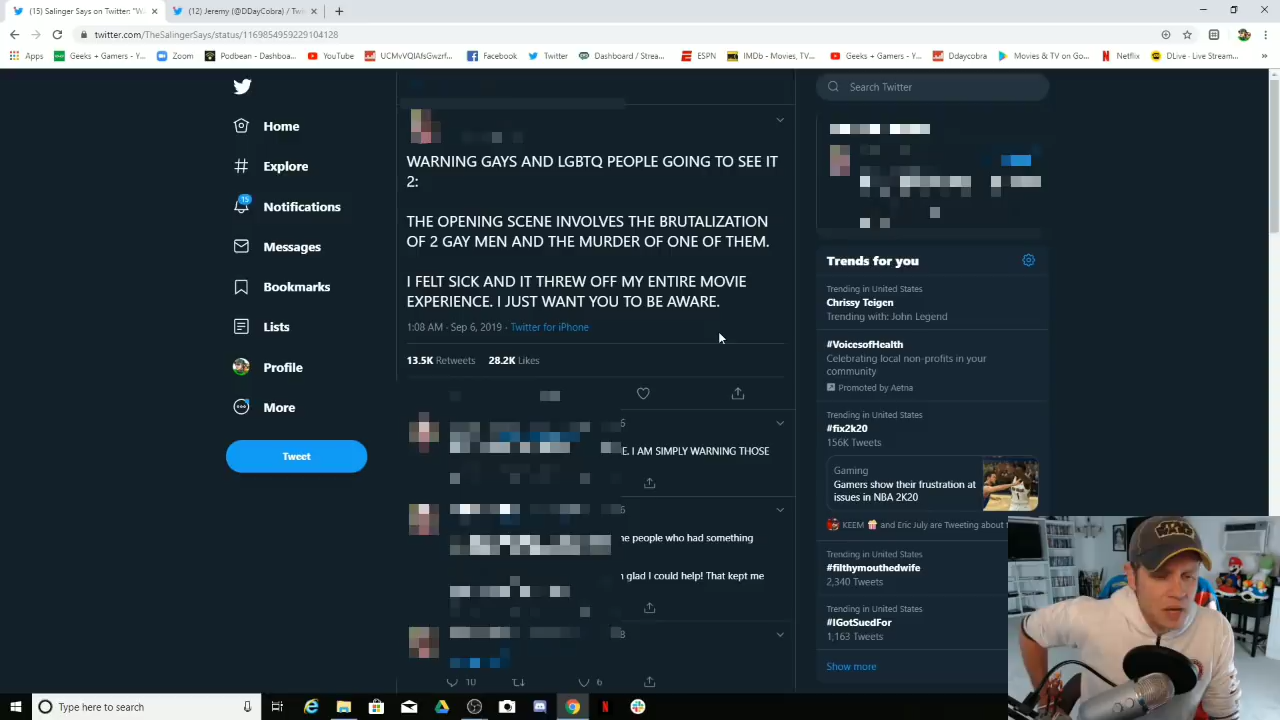 (15) Salinger Says on Twitter: "Wa
(12) Jeremy (@DDayCobra) / Twit
twitter.com/TheSalingerSays/status/1169854959229104128
Apps
Geeks + Gamers - Y...
Zoom
Podbean - Dashboa...
YouTube
Facebook
Twitter
Dashboard / Strea...
ESPN
IMDb - Movies, TV...
Geeks + Gamers - Y...
Ddaycobra
Movies & TV on Go...
Netflix
DLive · Live Stream...
Home
Explore
15
Notifications
Messages
Bookmarks
Lists
Profile
More
Tweet
WARNING GAYS AND LGBTQ PEOPLE GOING TO SEE IT
2:
THE OPENING SCENE INVOLVES THE BRUTALIZATION
OF 2 GAY MEN AND THE MURDER OF ONE OF THEM.
I FELT SICK AND IT THREW OFF MY ENTIRE MOVIE
EXPERIENCE. I JUST WANT YOU TO BE AWARE.
1:08 AM · Sep 6, 2019 · Twitter for iPhone
13.5K Retweets 28.2K Likes
E. I AM SIMPLY WARNING THOSE
people who had something
glad I could help! That kept me
10
6
Search Twitter
Trends for you
Trending in United States
Chrissy Teigen
Trending with: John Legend
#VoicesofHealth
Celebrating local non-profits in your
community
Promoted by Aetna
Trending in United States
#fix2k20
156K Tweets
Gaming
Gamers show their frustration at
issues in NBA 2K20
KEEM and Eric July are Tweeting about
Trending in United States
#filthymouthedwife
2,340 Tweets
Trending in United States
#IGotSuedFor
1,163 Tweets
Show more
Type here to search